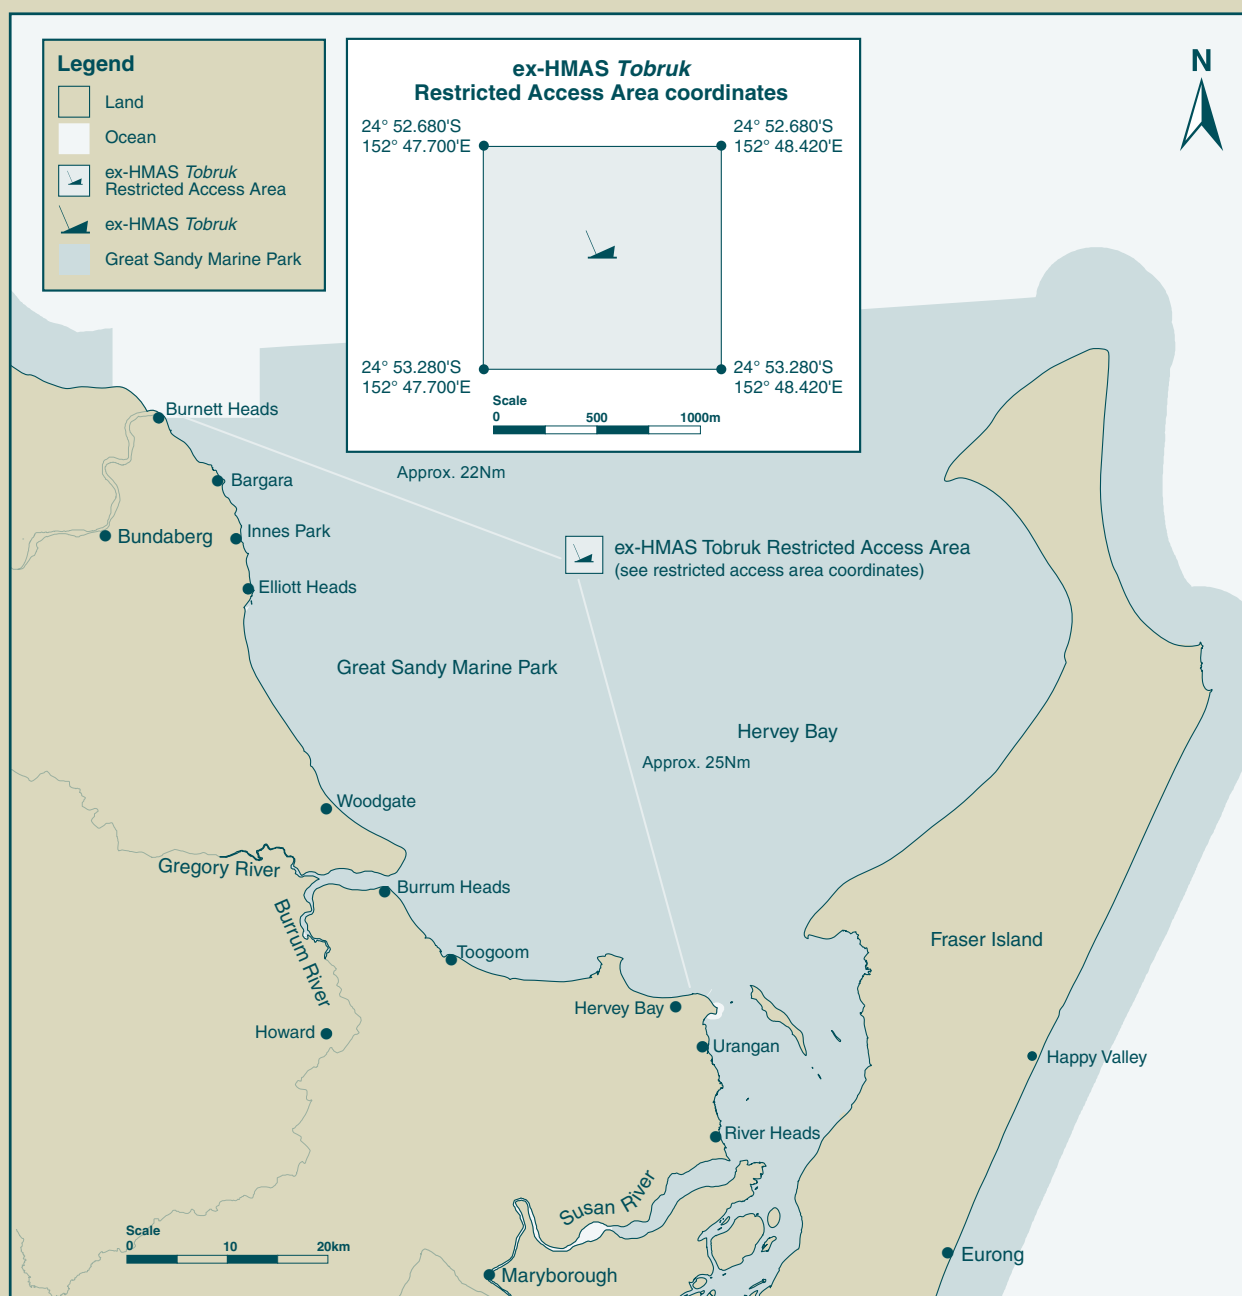 Legend
Land
Ocean
ex-HMAS Tobruk
Restricted Access Area
ex-HMAS Tobruk
Great Sandy Marine Park
ex-HMAS Tobruk
Restricted Access Area coordinates
24° 52.680'S
152° 47.700'E
24° 52.680'S
152° 48.420'E
24° 53.280'S
152° 47.700'E
24° 53.280'S
152° 48.420'E
Scale
0 500 1000m
N
Burnett Heads
Approx. 22Nm
Bargara
Innes Park
Bundaberg
ex-HMAS Tobruk Restricted Access Area
(see restricted access area coordinates)
Elliott Heads
Great Sandy Marine Park
Hervey Bay
Approx. 25Nm
Woodgate
Gregory River
Burrum Heads
Burrum River
Fraser Island
Toogoom
Hervey Bay
Howard
Urangan
Happy Valley
River Heads
Susan River
Scale
0 10 20km
Eurong
Maryborough